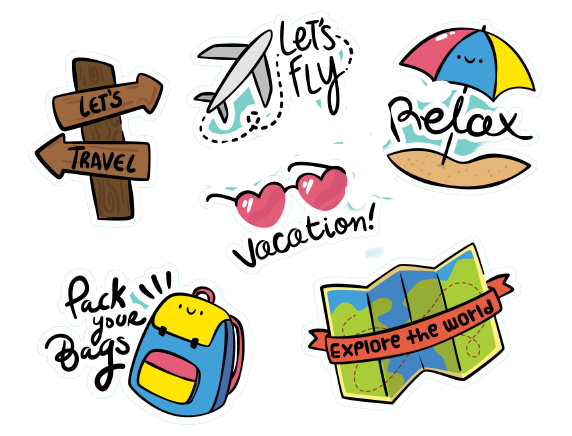 LET'S
TRAVEL
LET'S
FLY
Relax
Vacation!
Pack
your
Bags
Explore the world